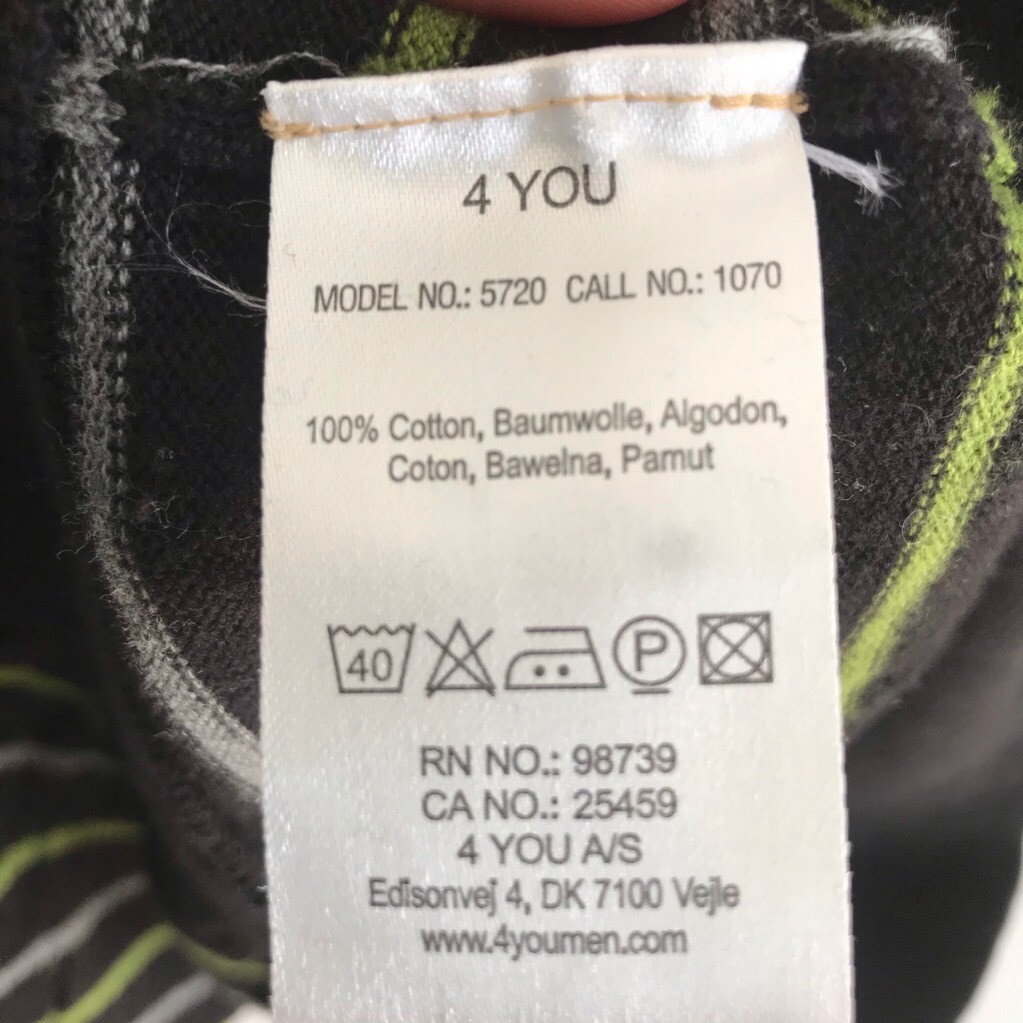 4 YOU
MODEL NO.: 5720 CALL NO.: 1070
100% Cotton, Baumwolle, Algodon,
Coton, Bawelna, Pamut
40 P
RN NO.: 98739
CA NO.: 25459
4 YOU A/S
Edisonvej 4, DK 7100 Vejle
www.4youmen.com